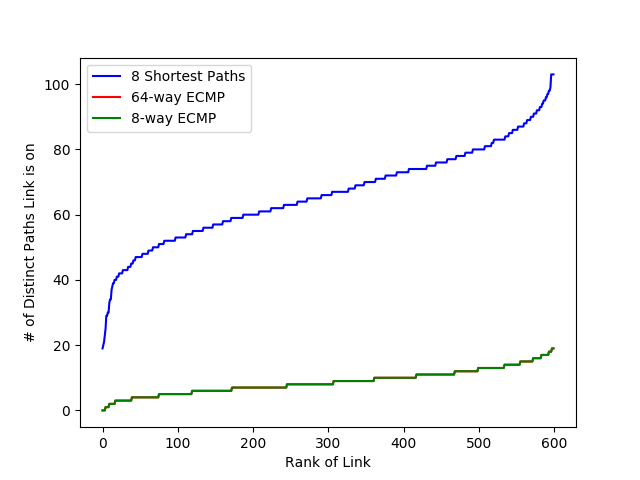 8 Shortest Paths
64-way ECMP
8-way ECMP
# of Distinct Paths Link is on
100
80
60
40
20
0
0 100 200 300 400 500 600
Rank of Link